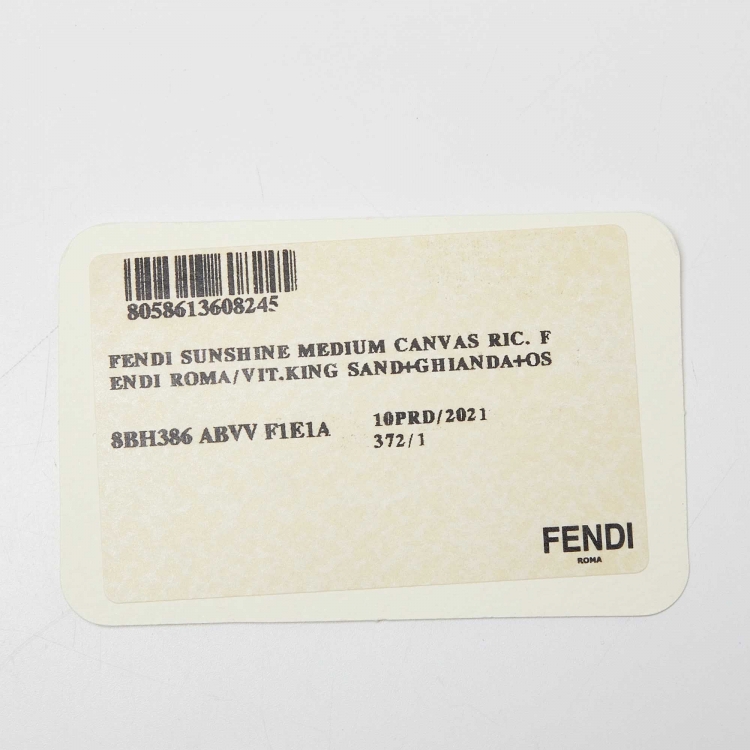 8058613608245
FENDI SUNSHINE MEDIUM CANVAS RIC. F
ENDI ROMA/VIT.KING SAND+GHIANDA+OS
8BH386 ABVV F1E1A
10PRD/2021
372/1
FENDI
ROMA